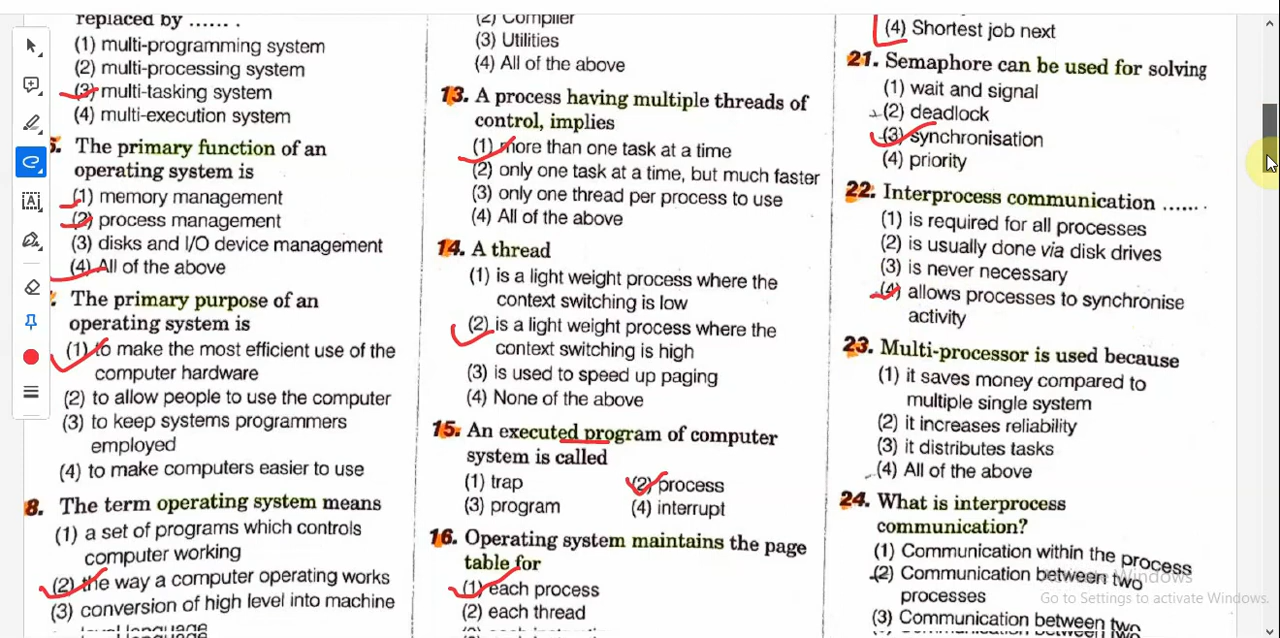 replaced by ...... .
(1) multi-programming system
(2) multi-processing system
(3) multi-tasking system
(4) multi-execution system
The primary function of an
operating system is
(1) memory management
(2) process management
(3) disks and I/O device management
(4) All of the above
The primary purpose of an
operating system is
(1) to make the most efficient use of the
computer hardware
(2) to allow people to use the computer
(3) to keep systems programmers
employed
(4) to make computers easier to use
8. The term operating system means
(1) a set of programs which controls
computer working
(2) the way a computer operating works
(3) conversion of high level into machine
level language
(2) Compiler
(3) Utilities
(4) All of the above
13. A process having multiple threads of
control, implies
(1) more than one task at a time
(2) only one task at a time, but much faster
(3) only one thread per process to use
(4) All of the above
14. A thread
(1) is a light weight process where the
context switching is low
(2) is a light weight process where the
context switching is high
(3) is used to speed up paging
(4) None of the above
15. An executed program of computer
system is called
(1) trap
(2) process
(3) program
(4) interrupt
16. Operating system maintains the page
table for
(1) each process
(2) each thread
(4) Shortest job next
21. Semaphore can be used for solving
(1) wait and signal
(2) deadlock
(3) synchronisation
(4) priority
22. Interprocess communication ...... .
(1) is required for all processes
(2) is usually done via disk drives
(3) is never necessary
(4) allows processes to synchronise
activity
23. Multi-processor is used because
(1) it saves money compared to
multiple single system
(2) it increases reliability
(3) it distributes tasks
(4) All of the above
24. What is interprocess
communication?
(1) Communication within the process
(2) Communication between two
processes
(3) Communication between two
Activate Windows
Go to Settings to activate Windows.